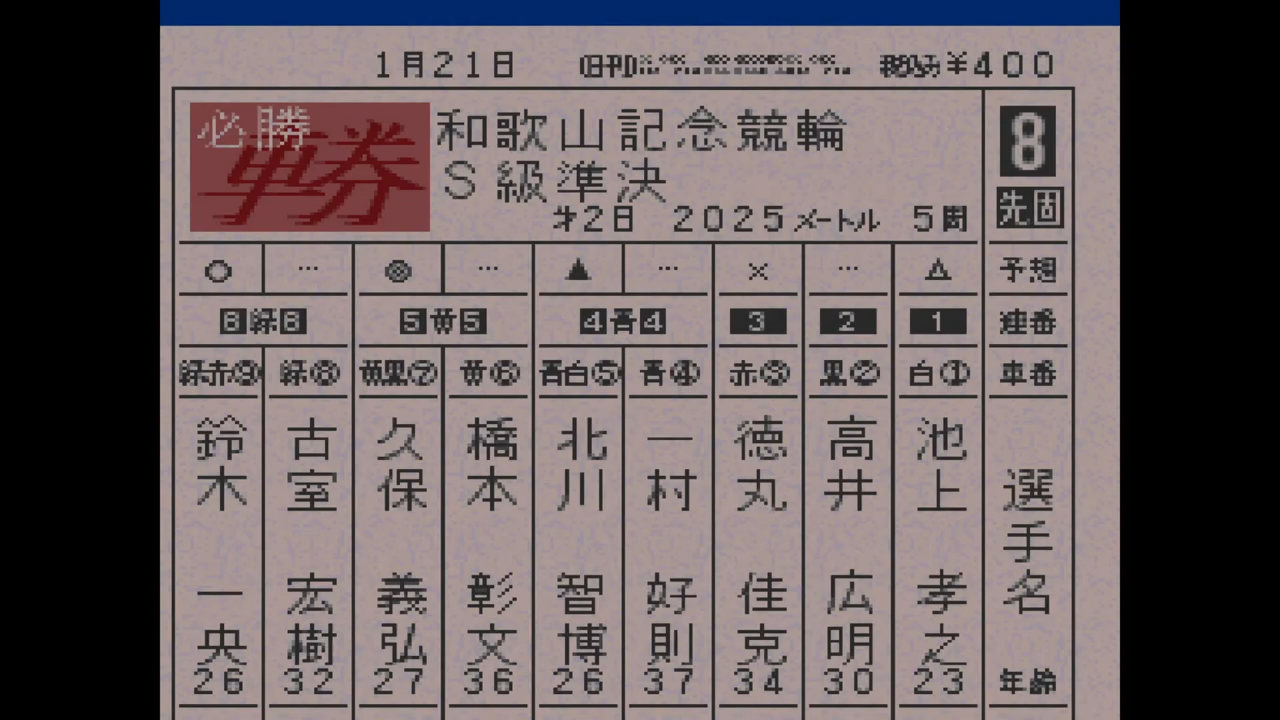 1月21日 ¥400
必勝 車券
和歌山記念競輪
S級準決
才2日 2025メートル 5周
8
先固
○ … ◎ … ▲ … × … △ 予想
8緑8 5黄5 4青4 3 2 1 連番
緑赤⑨ 緑⑧ 黄黒⑦ 黄⑥ 青白⑤ 青④ 赤③ 黒② 白① 車番
選手名
池上 孝之
高井 広明
徳丸 佳克
一村 好則
北川 智博
橋本 彰文
久保 義弘
古室 宏樹
鈴木 一央
26 32 27 36 26 37 34 30 23 年齢